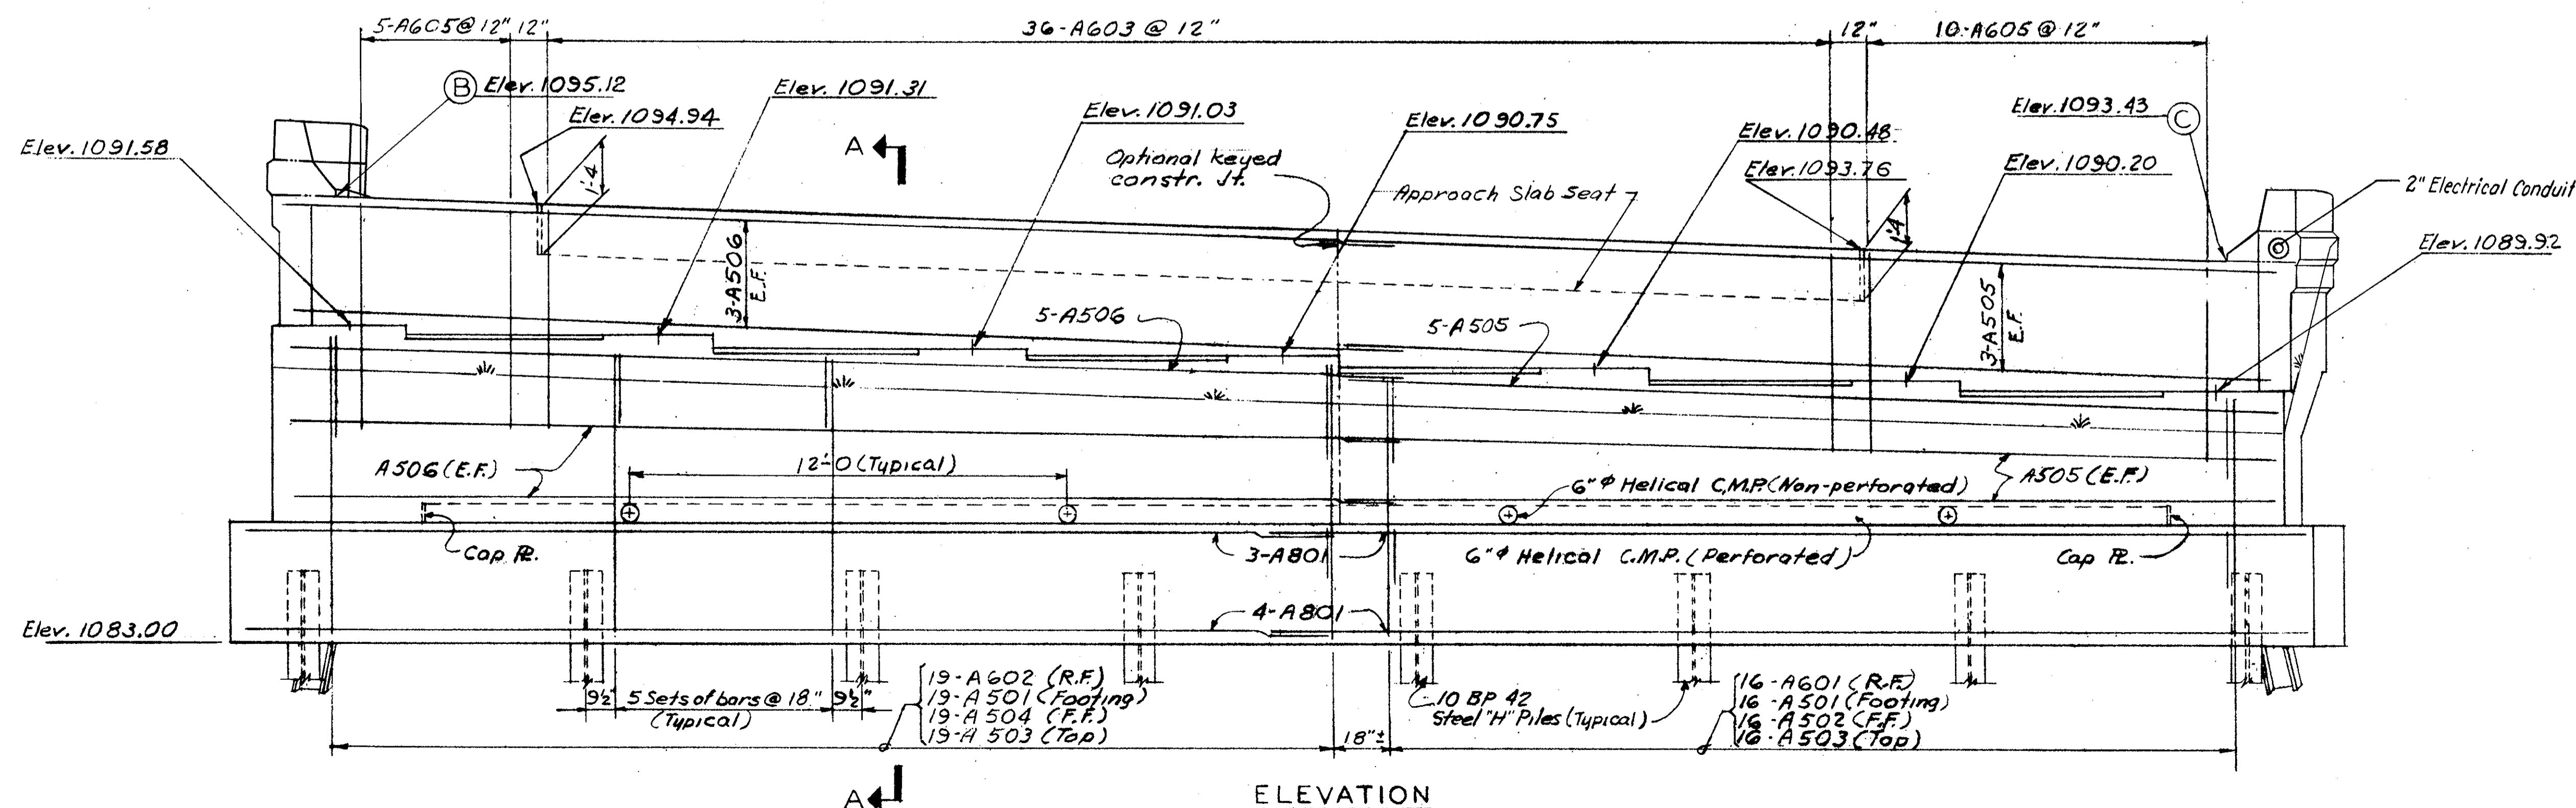 5-A605@12" 12"
36-A603 @ 12"
12" 10-A605@12"
B Elev. 1095.12
Elev. 1091.31
Elev. 1094.94
Elev. 1091.03
Elev. 1090.75
Elev. 1090.48
Elev. 1093.43 C
Elev. 1091.58
A
Optional keyed
constr. Jt.
Elev. 1093.76
Elev. 1090.20
1'-4
Approach Slab Seat
1'-4
2" Electrical Conduit
Elev. 1089.92
3-A506
E.F.
5-A506
5-A505
3-A505
E.F.
A506 (E.F.)
12'-0 (Typical)
6"φ Helical C.M.P. (Non-perforated)
A505 (E.F.)
Cap PL.
3-A801
6"φ Helical C.M.P. (Perforated)
Cap PL.
4-A801
Elev. 1083.00
9½" 5 Sets of bars @ 18" 9½"
(Typical)
19-A602 (R.F.)
19-A501 (Footing)
19-A504 (F.F.)
19-A503 (Top)
10 BP 42
Steel "H" Piles (Typical)
16-A601 (R.F.)
16-A501 (Footing)
16-A502 (F.F.)
16-A503 (Top)
18"±
A
ELEVATION